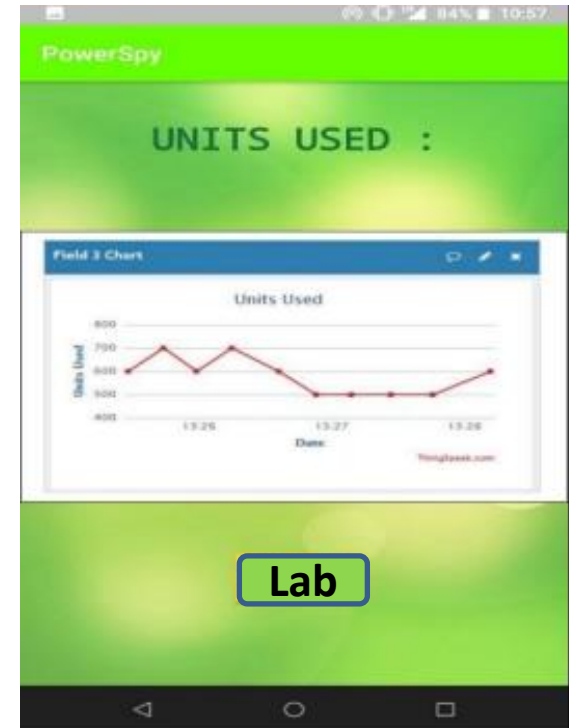 84% 10:57
PowerSpy
UNITS USED :
Field 3 Chart
Units Used
800
700
600
500
400
Units Used
13:26
13:27
13:28
Date
ThingSpeak.com
Lab